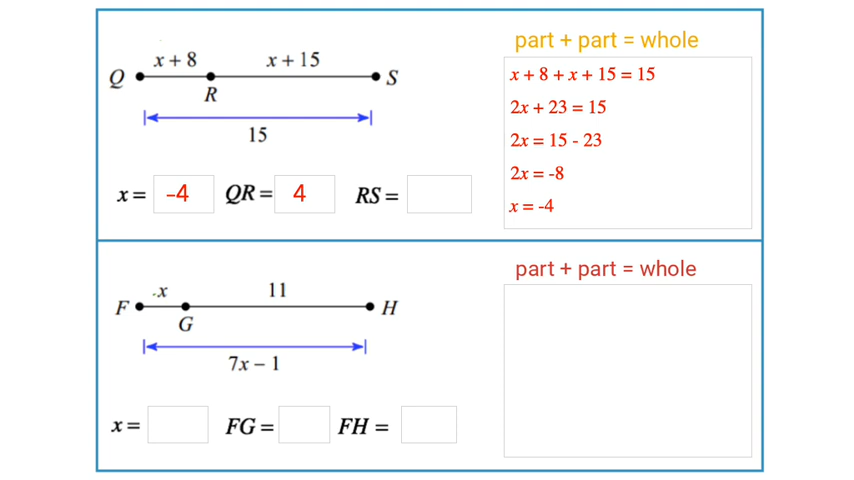 x + 8
x + 15
Q
R
S
15
x =
-4
QR =
4
RS =
part + part = whole
x + 8 + x + 15 = 15
2x + 23 = 15
2x = 15 - 23
2x = -8
x = -4
x
11
F
G
H
7x – 1
x =
FG =
FH =
part + part = whole